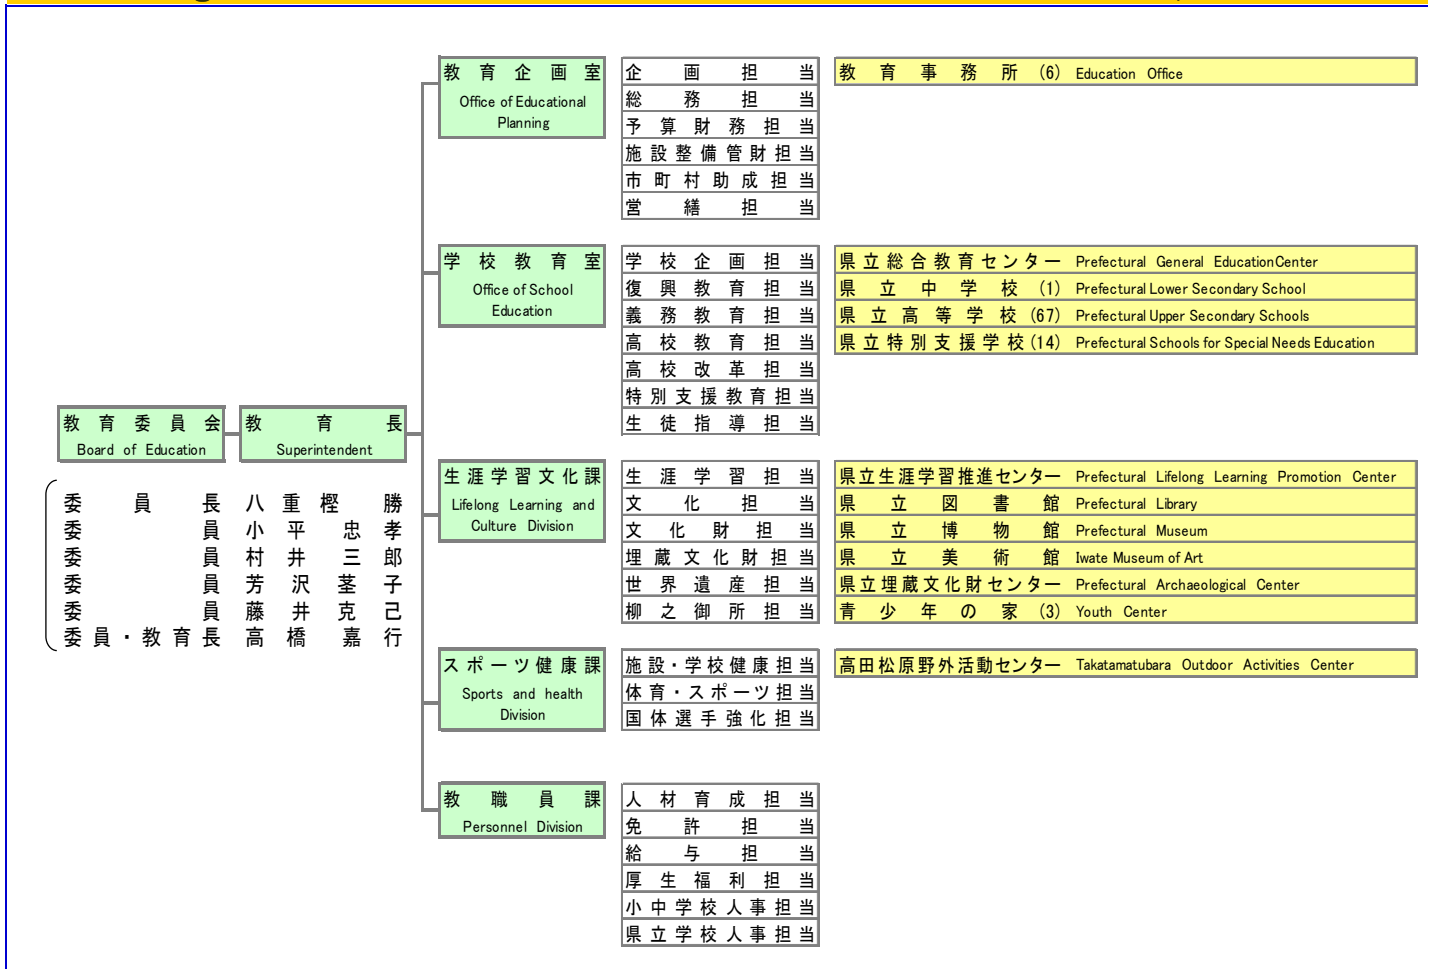 教育委員会
Board of Education
教育長
Superintendent
委員長 八重樫勝
委員 小平忠孝
委員 村井三郎
委員 芳沢茎子
委員 藤井克己
委員・教育長 高橋嘉行
教育企画室
Office of Educational
Planning
企画担当
総務担当
予算財務担当
施設整備管財担当
市町村助成担当
営繕担当
教育事務所(6) Education Office
学校教育室
Office of School
Education
学校企画担当
復興教育担当
義務教育担当
高校教育担当
高校改革担当
特別支援教育担当
生徒指導担当
県立総合教育センター Prefectural General EducationCenter
県立中学校(1) Prefectural Lower Secondary School
県立高等学校(67) Prefectural Upper Secondary Schools
県立特別支援学校(14) Prefectural Schools for Special Needs Education
生涯学習文化課
Lifelong Learning and
Culture Division
生涯学習担当
文化担当
文化財担当
埋蔵文化財担当
世界遺産担当
柳之御所担当
県立生涯学習推進センター Prefectural Lifelong Learning Promotion Center
県立図書館 Prefectural Library
県立博物館 Prefectural Museum
県立美術館 Iwate Museum of Art
県立埋蔵文化財センター Prefectural Archaeological Center
青少年の家(3) Youth Center
スポーツ健康課
Sports and health
Division
施設・学校健康担当
体育・スポーツ担当
国体選手強化担当
高田松原野外活動センター Takatamatubara Outdoor Activities Center
教職員課
Personnel Division
人材育成担当
免許担当
給与担当
厚生福利担当
小中学校人事担当
県立学校人事担当